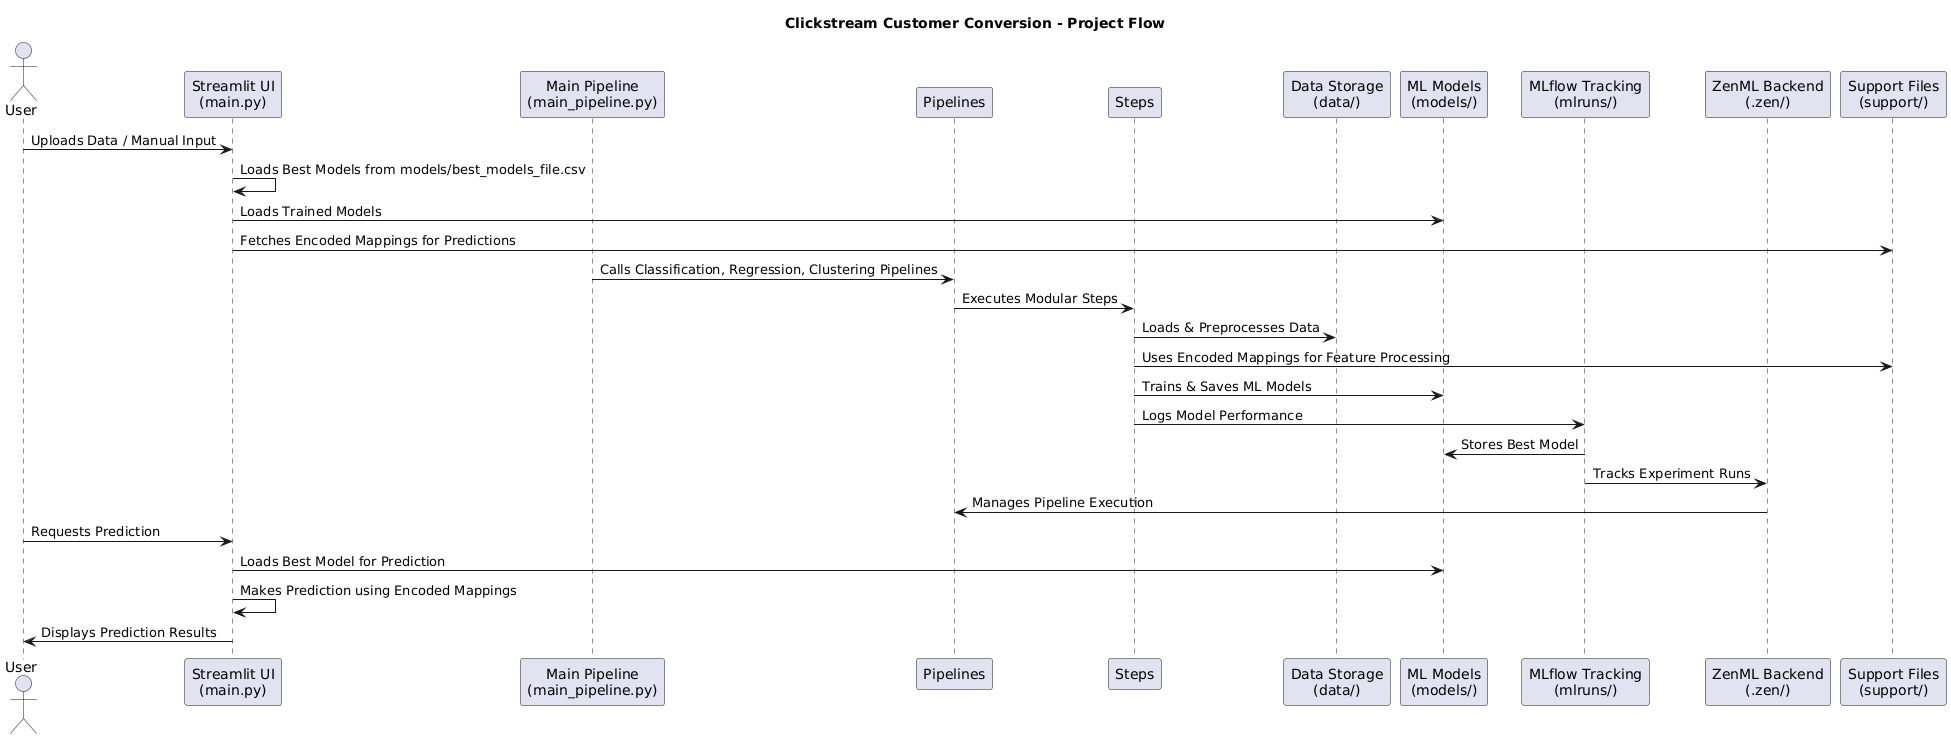 Clickstream Customer Conversion - Project Flow
User
Streamlit UI
(main.py)
Main Pipeline
(main_pipeline.py)
Pipelines
Steps
Data Storage
(data/)
ML Models
(models/)
MLflow Tracking
(mlruns/)
ZenML Backend
(.zen/)
Support Files
(support/)
Uploads Data / Manual Input
Loads Best Models from models/best_models_file.csv
Loads Trained Models
Fetches Encoded Mappings for Predictions
Calls Classification, Regression, Clustering Pipelines
Executes Modular Steps
Loads & Preprocesses Data
Uses Encoded Mappings for Feature Processing
Trains & Saves ML Models
Logs Model Performance
Stores Best Model
Tracks Experiment Runs
Manages Pipeline Execution
Requests Prediction
Loads Best Model for Prediction
Makes Prediction using Encoded Mappings
Displays Prediction Results
User
Streamlit UI
(main.py)
Main Pipeline
(main_pipeline.py)
Pipelines
Steps
Data Storage
(data/)
ML Models
(models/)
MLflow Tracking
(mlruns/)
ZenML Backend
(.zen/)
Support Files
(support/)